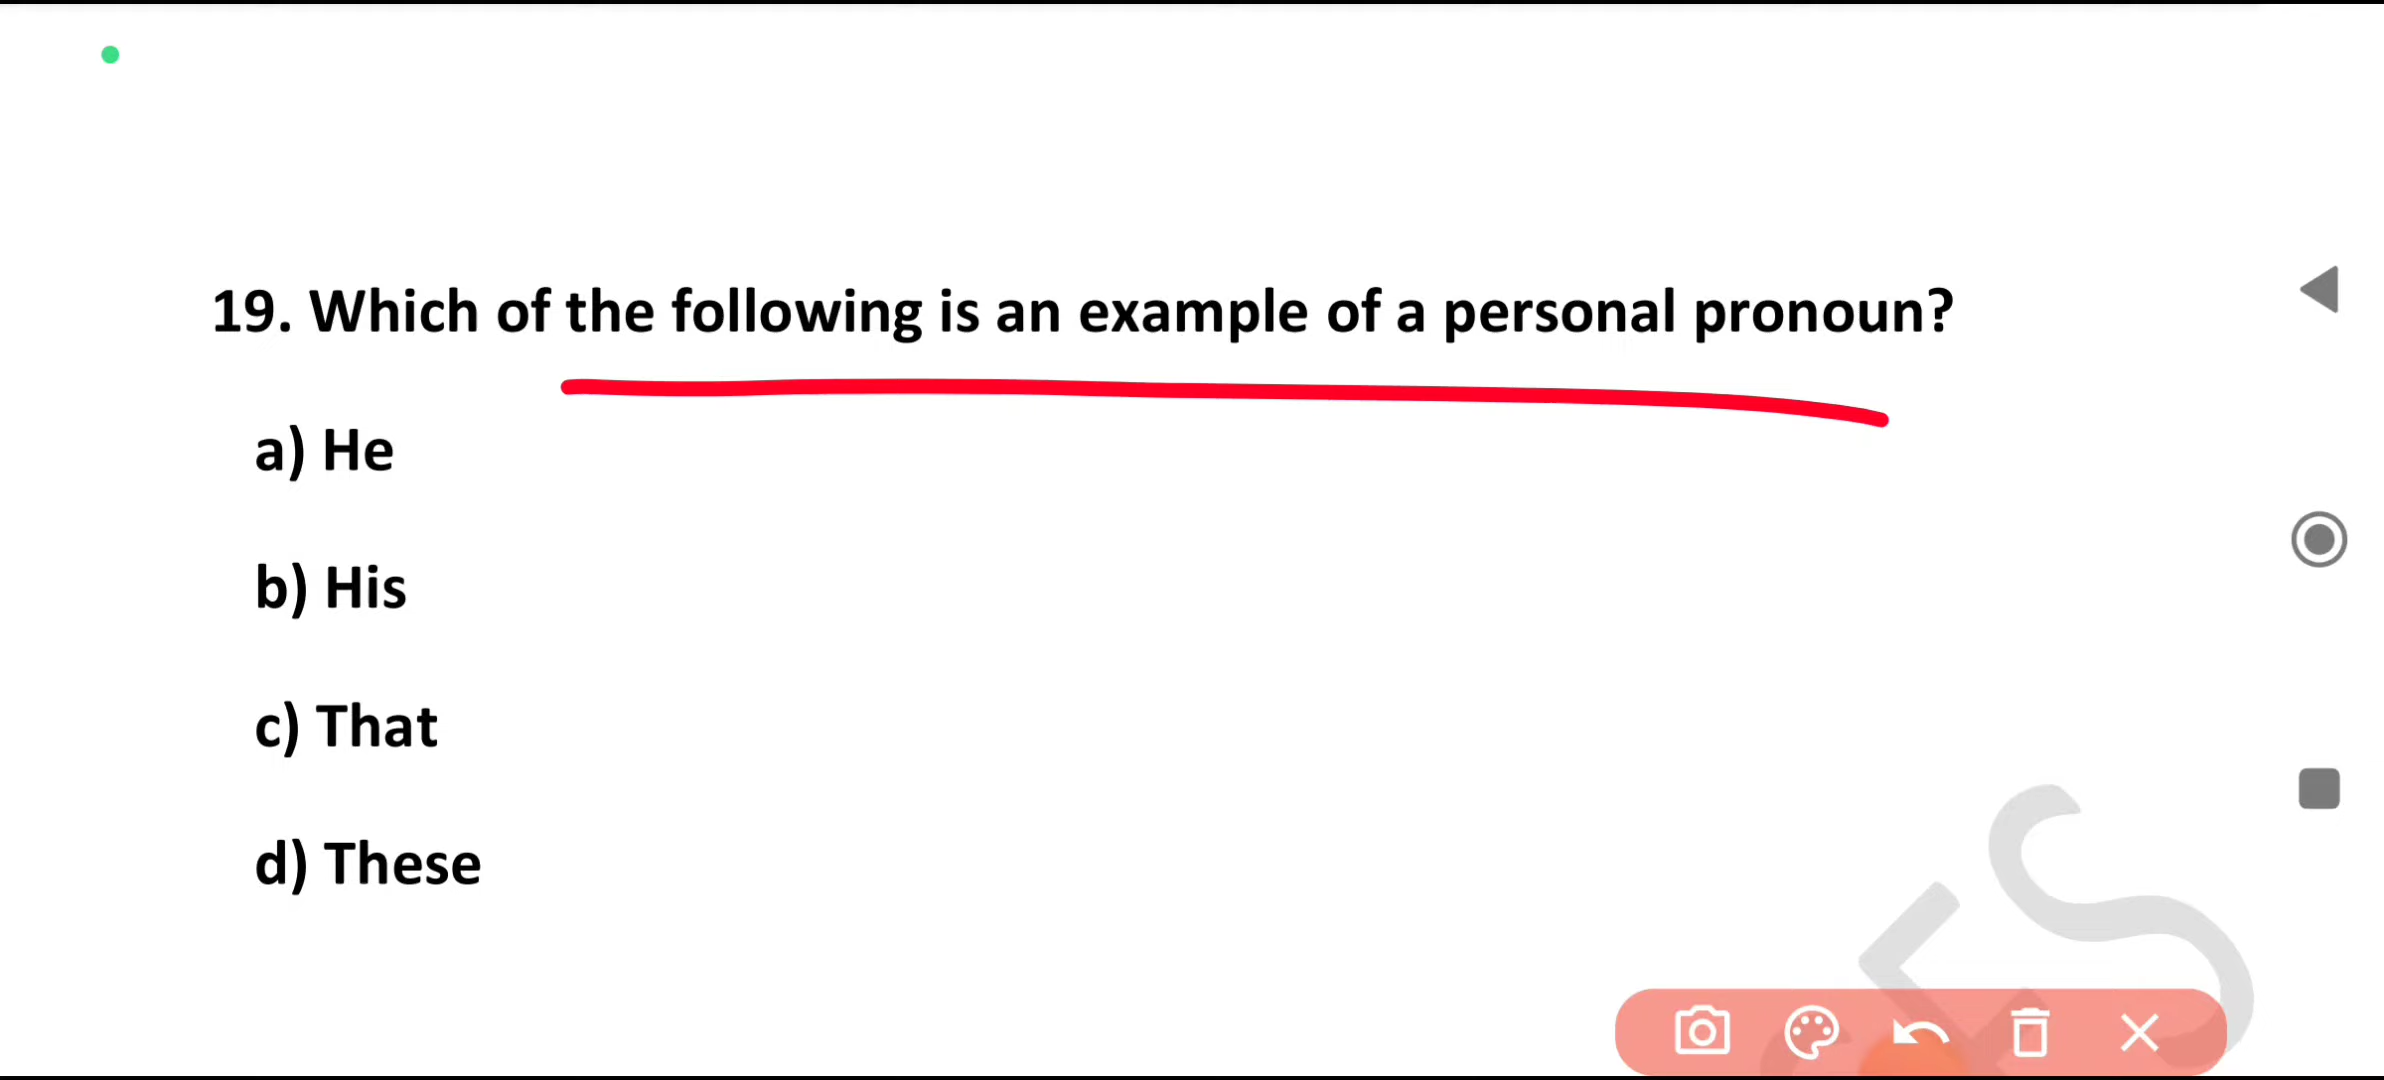 19. Which of the following is an example of a personal pronoun?
a) He
b) His
c) That
d) These